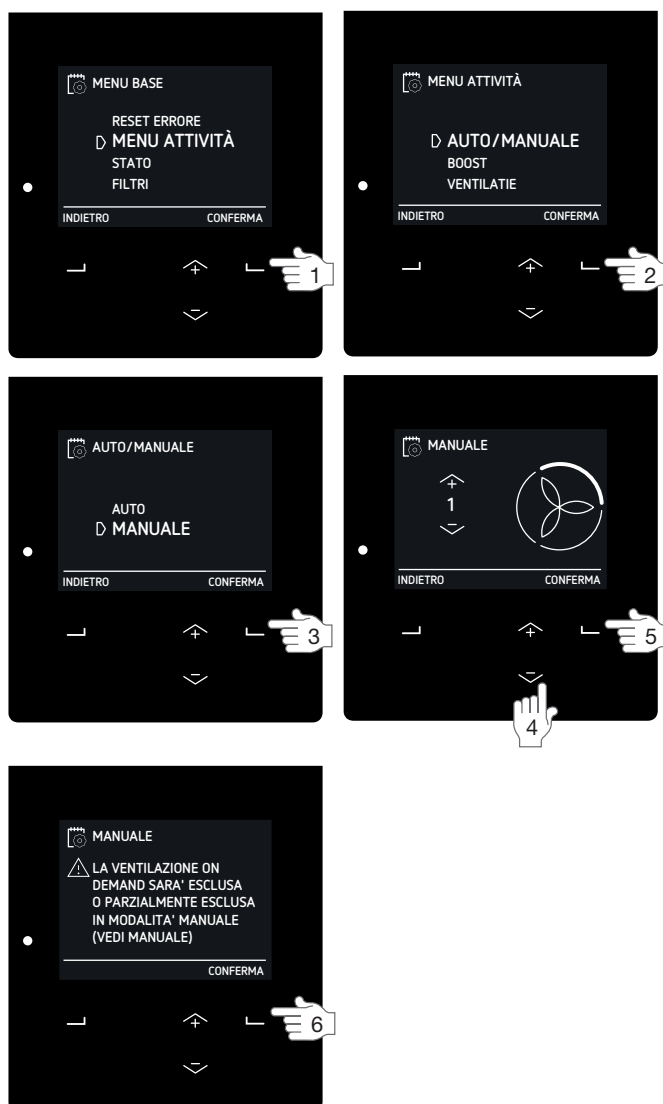 MENU BASE
RESET ERRORE
MENU ATTIVITÀ
STATO
FILTRI
INDIETRO CONFERMA
1
MENU ATTIVITÀ
AUTO/MANUALE
BOOST
VENTILATIE
INDIETRO CONFERMA
2
AUTO/MANUALE
AUTO
MANUALE
INDIETRO CONFERMA
3
MANUALE
1
INDIETRO CONFERMA
5
4
MANUALE
LA VENTILAZIONE ON
DEMAND SARA' ESCLUSA
O PARZIALMENTE ESCLUSA
IN MODALITA' MANUALE
(VEDI MANUALE)
CONFERMA
6